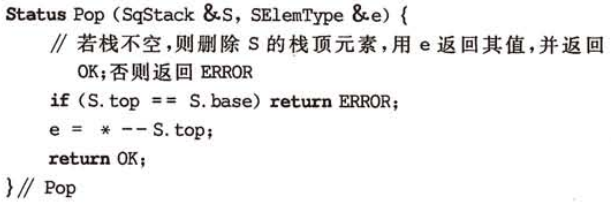 Status Pop (SqStack &S, SElemType &e) {
// 若栈不空,则删除 S 的栈顶元素,用 e 返回其值,并返回
OK;否则返回 ERROR
if (S.top == S.base) return ERROR;
e = * -- S.top;
return OK;
}// Pop